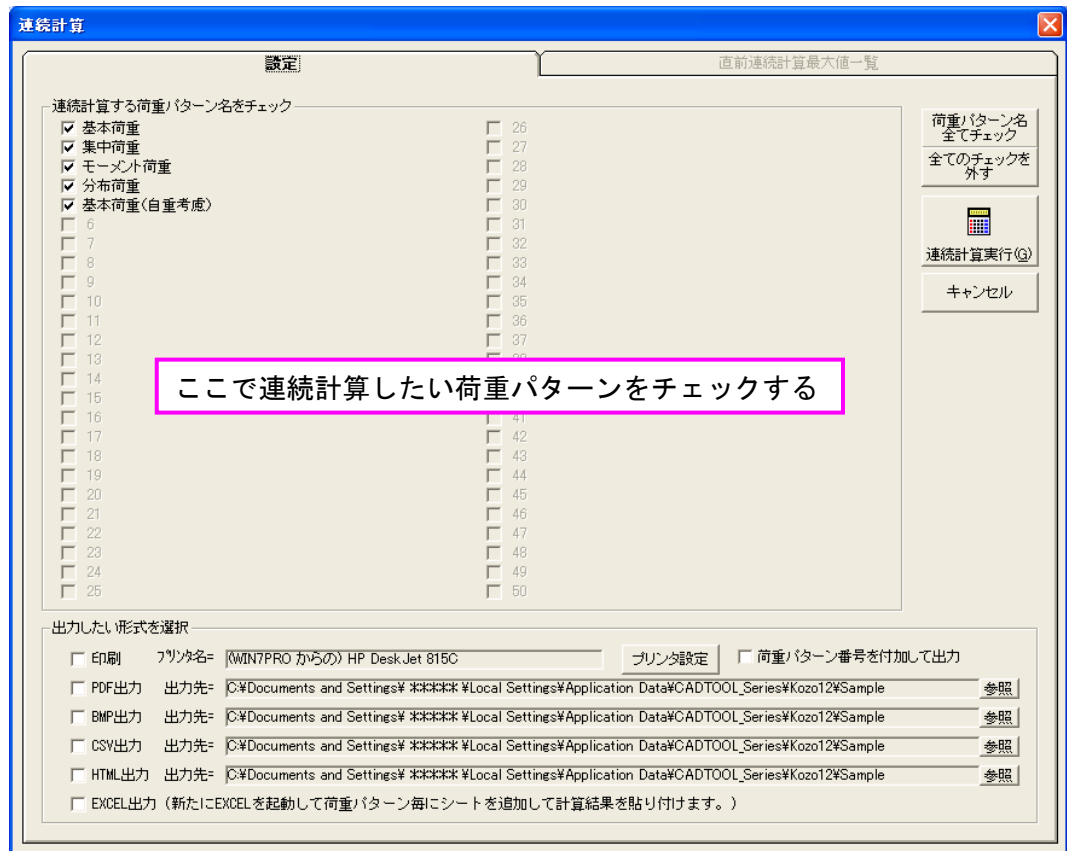 連続計算
設定
直前連続計算最大値一覧
連続計算する荷重パターン名をチェック
基本荷重
集中荷重
モーメント荷重
分布荷重
基本荷重(自重考慮)
6
7
8
9
10
11
12
13
14
15
16
17
18
19
20
21
22
23
24
25
26
27
28
29
30
31
32
33
34
35
36
37
41
42
43
44
45
46
47
48
49
50
ここで連続計算したい荷重パターンをチェックする
荷重パターン名
全てチェック
全てのチェックを
外す
連続計算実行(G)
キャンセル
出力したい形式を選択
印刷 プリンタ名= (WIN7PRO からの) HP DeskJet 815C プリンタ設定 荷重パターン番号を付加して出力
PDF出力 出力先= C:¥Documents and Settings¥ ***** ¥Local Settings¥Application Data¥CADTOOL_Series¥Kozo12¥Sample 参照
BMP出力 出力先= C:¥Documents and Settings¥ ***** ¥Local Settings¥Application Data¥CADTOOL_Series¥Kozo12¥Sample 参照
CSV出力 出力先= C:¥Documents and Settings¥ ***** ¥Local Settings¥Application Data¥CADTOOL_Series¥Kozo12¥Sample 参照
HTML出力 出力先= C:¥Documents and Settings¥ ***** ¥Local Settings¥Application Data¥CADTOOL_Series¥Kozo12¥Sample 参照
EXCEL出力 (新たにEXCELを起動して荷重パターン毎にシートを追加して計算結果を貼り付けます。)